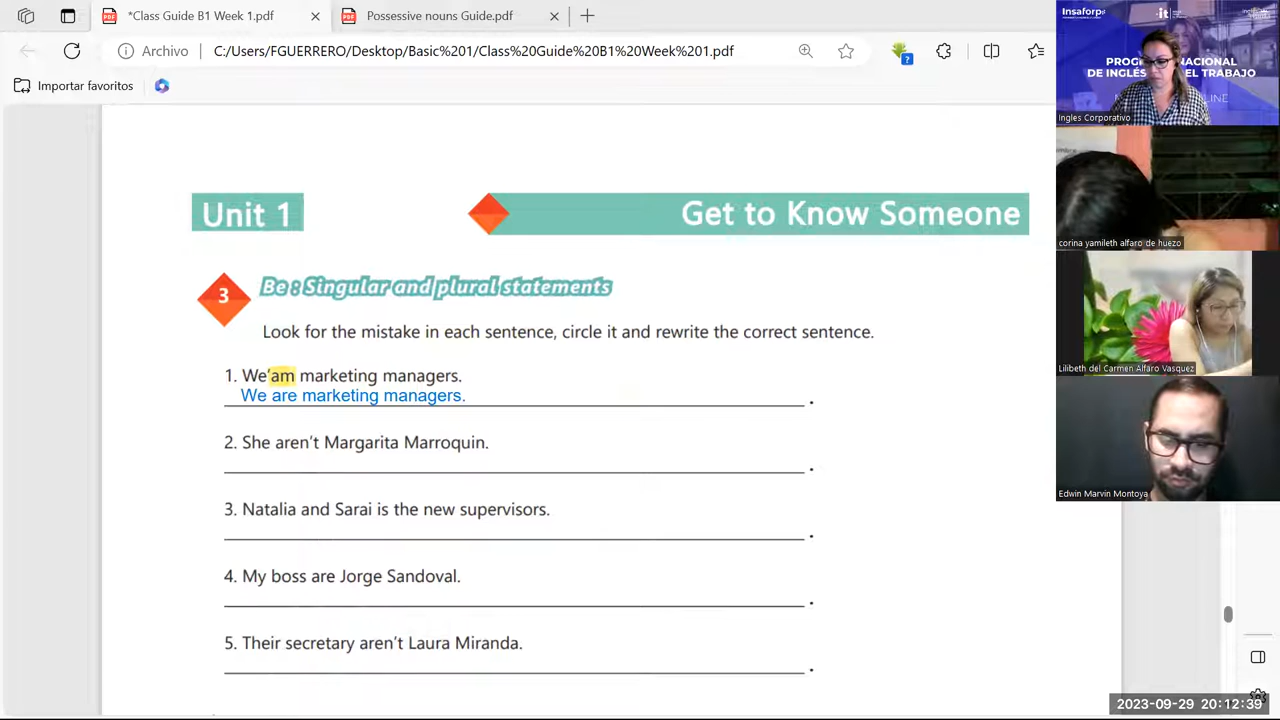 *Class Guide B1 Week 1.pdf
Possessive nouns Guide.pdf
Archivo
C:/Users/FGUERRERO/Desktop/Basic%201/Class%20Guide%20B1%20Week%201.pdf
Importar favoritos
Unit 1
Get to Know Someone
3
Be : Singular and plural statements
Look for the mistake in each sentence, circle it and rewrite the correct sentence.
1. We'am marketing managers.
We are marketing managers.
2. She aren't Margarita Marroquin.
3. Natalia and Sarai is the new supervisors.
4. My boss are Jorge Sandoval.
5. Their secretary aren't Laura Miranda.
Insaforp
Ingles Corporativo
corina yamileth alfaro de huezo
Lilibeth del Carmen Alfaro Vasquez
Edwin Marvin Montoya
2023-09-29 20:12:39